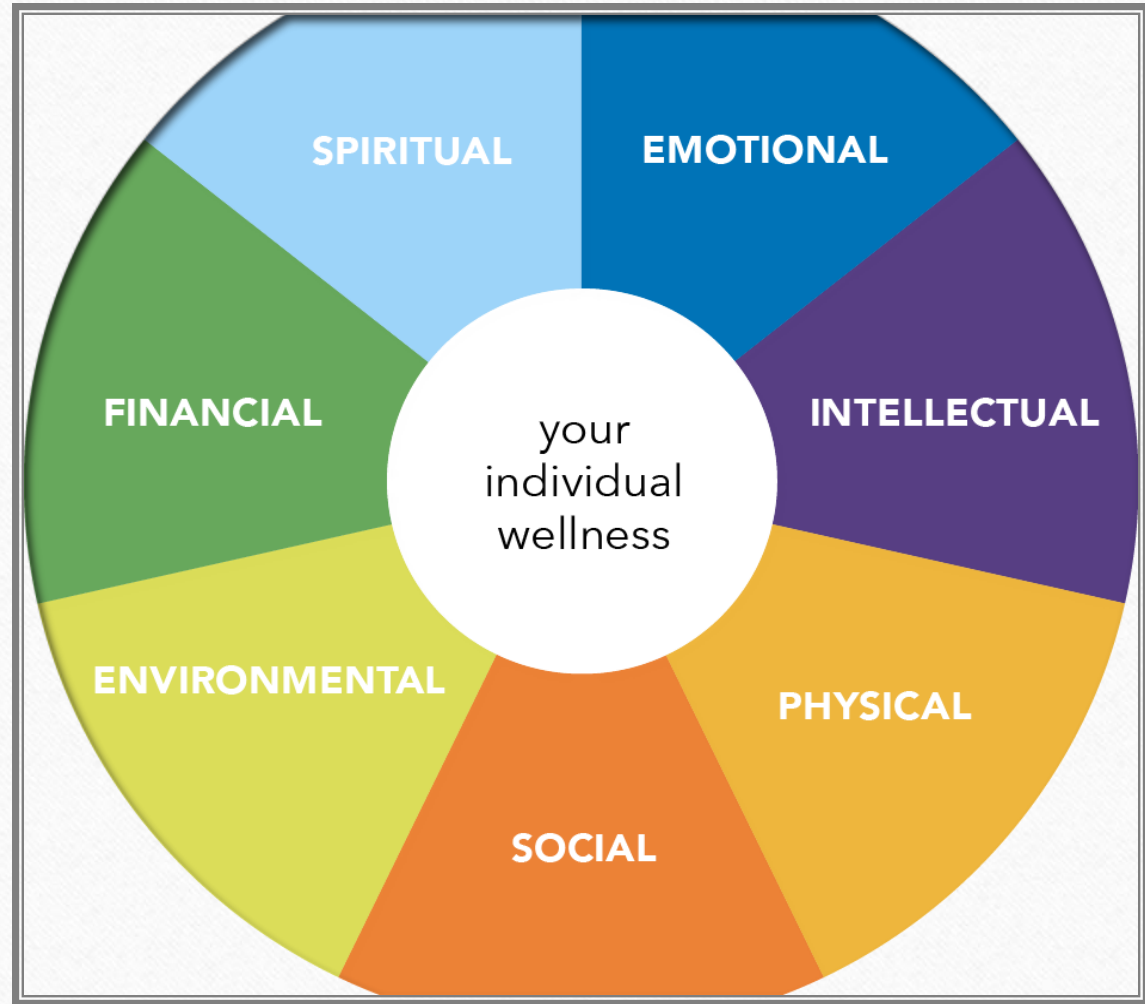 SPIRITUAL
EMOTIONAL
FINANCIAL
INTELLECTUAL
your
individual
wellness
ENVIRONMENTAL
PHYSICAL
SOCIAL